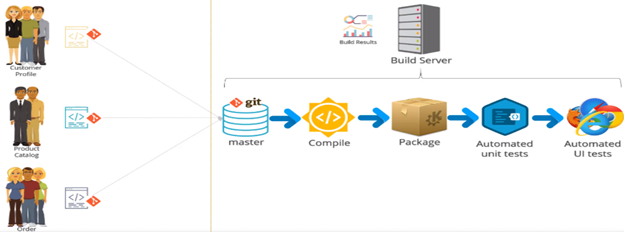 Customer
Profile
Product
Catalog
Order
Build Results
Build Server
git
master
Compile
Package
Automated
unit tests
Automated
UI tests